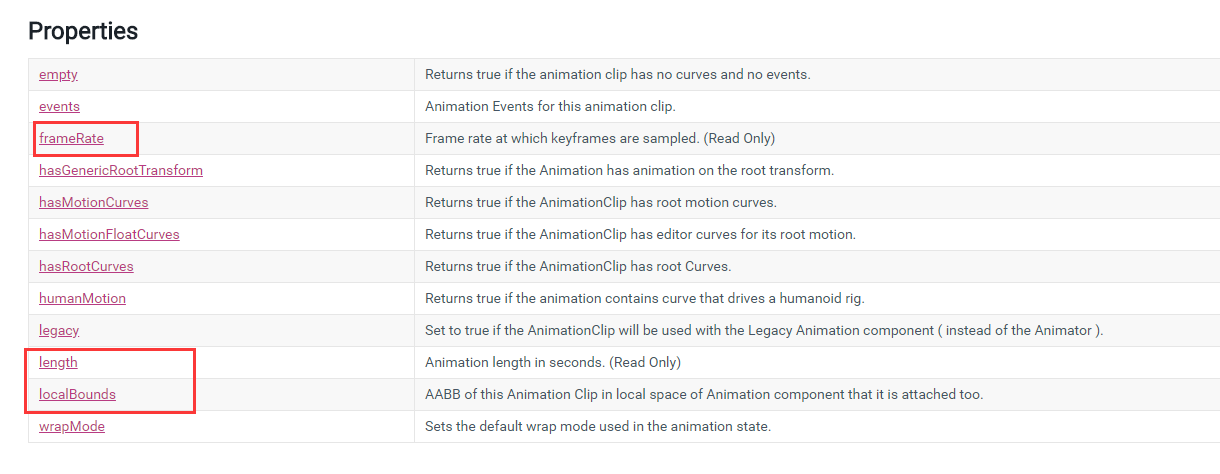 Properties
empty Returns true if the animation clip has no curves and no events.
events Animation Events for this animation clip.
frameRate Frame rate at which keyframes are sampled. (Read Only)
hasGenericRootTransform Returns true if the Animation has animation on the root transform.
hasMotionCurves Returns true if the AnimationClip has root motion curves.
hasMotionFloatCurves Returns true if the AnimationClip has editor curves for its root motion.
hasRootCurves Returns true if the AnimationClip has root Curves.
humanMotion Returns true if the animation contains curve that drives a humanoid rig.
legacy Set to true if the AnimationClip will be used with the Legacy Animation component ( instead of the Animator ).
length Animation length in seconds. (Read Only)
localBounds AABB of this Animation Clip in local space of Animation component that it is attached too.
wrapMode Sets the default wrap mode used in the animation state.